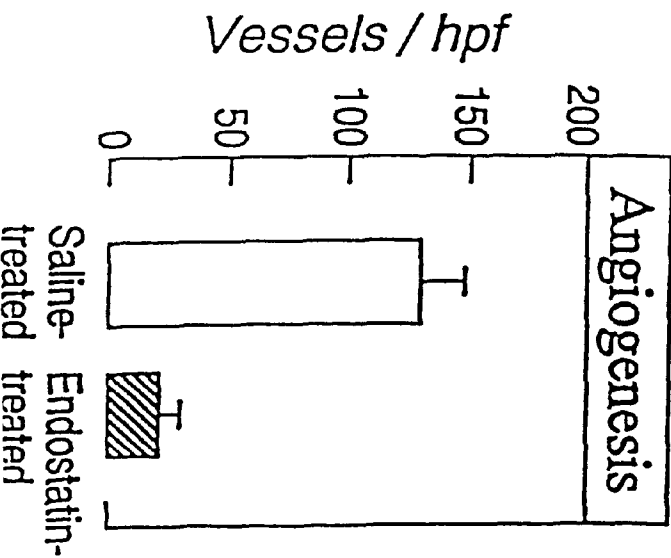 Angiogenesis
Vessels / hpf
200
150
100
50
0
Saline-
treated
Endostatin-
treated